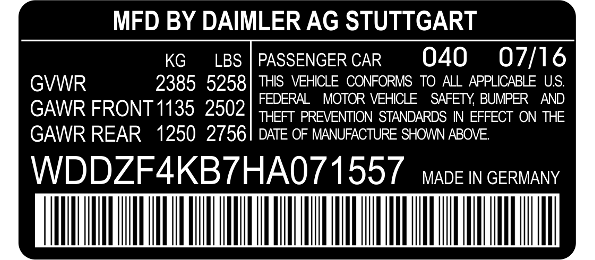 MFD BY DAIMLER AG STUTTGART
KG LBS
GVWR 2385 5258
GAWR FRONT 1135 2502
GAWR REAR 1250 2756
PASSENGER CAR 040 07/16
THIS VEHICLE CONFORMS TO ALL APPLICABLE U.S.
FEDERAL MOTOR VEHICLE SAFETY, BUMPER AND
THEFT PREVENTION STANDARDS IN EFFECT ON THE
DATE OF MANUFACTURE SHOWN ABOVE.
WDDZF4KB7HA071557 MADE IN GERMANY